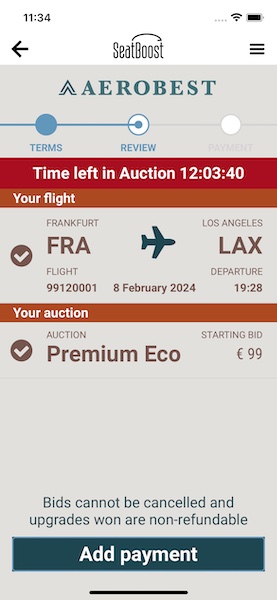 11:34
SeatBoost
AEROBEST
TERMS REVIEW PAYMENT
Time left in Auction 12:03:40
Your flight
FRANKFURT LOS ANGELES
FRA LAX
FLIGHT DEPARTURE
99120001 8 February 2024 19:28
Your auction
AUCTION STARTING BID
Premium Eco € 99
Bids cannot be cancelled and
upgrades won are non-refundable
Add payment